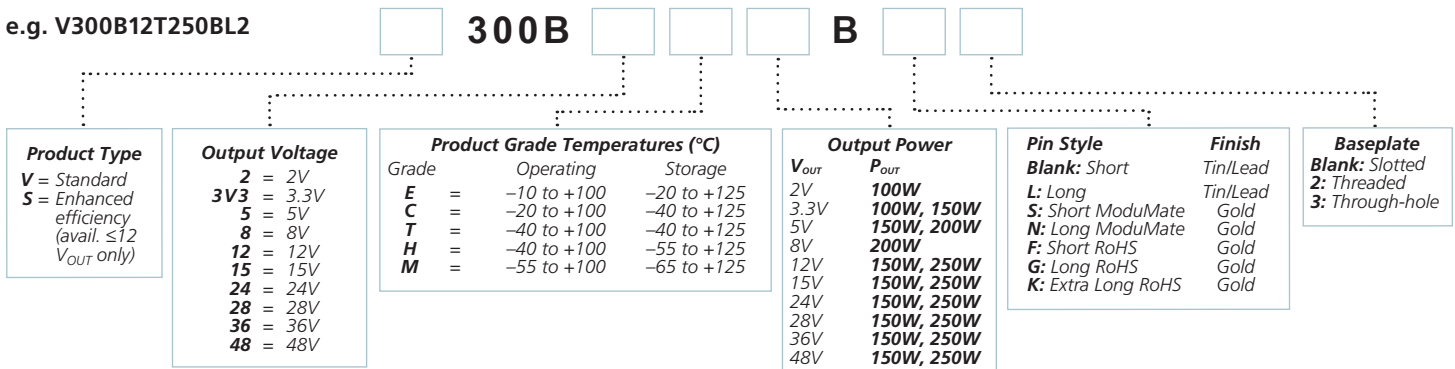 e.g. V300B12T250BL2
300B B
Product Type
V = Standard
S = Enhanced
efficiency
(avail. ≤12
VOUT only)
Output Voltage
2 = 2V
3V3 = 3.3V
5 = 5V
8 = 8V
12 = 12V
15 = 15V
24 = 24V
28 = 28V
36 = 36V
48 = 48V
Product Grade Temperatures (°C)
Grade Operating Storage
E = –10 to +100 –20 to +125
C = –20 to +100 –40 to +125
T = –40 to +100 –40 to +125
H = –40 to +100 –55 to +125
M = –55 to +100 –65 to +125
Output Power
VOUT POUT
2V 100W
3.3V 100W, 150W
5V 150W, 200W
8V 200W
12V 150W, 250W
15V 150W, 250W
24V 150W, 250W
28V 150W, 250W
36V 150W, 250W
48V 150W, 250W
Pin Style Finish
Blank: Short Tin/Lead
L: Long Tin/Lead
S: Short ModuMate Gold
N: Long ModuMate Gold
F: Short RoHS Gold
G: Long RoHS Gold
K: Extra Long RoHS Gold
Baseplate
Blank: Slotted
2: Threaded
3: Through-hole